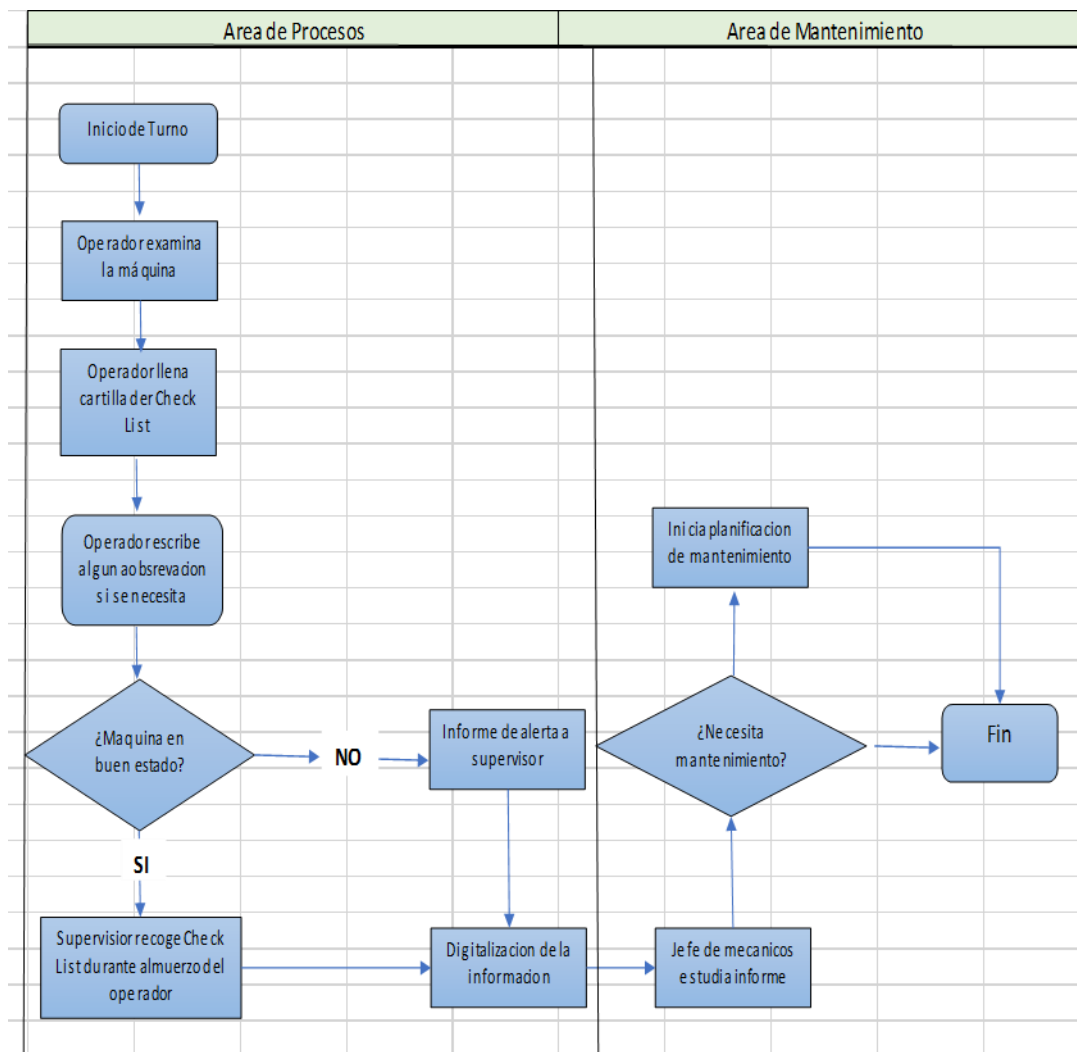 Area de Procesos
Area de Mantenimiento
Inicio de Turno
Operador examina
la máquina
Operador llena
cartilla der Check
List
Operador escribe
algun aobsrevacion
si se necesita
¿Maquina en
buen estado?
NO
Informe de alerta a
supervisor
SI
Supervisior recoge Check
List durante almuerzo del
operador
Digitalizacion de la
informacion
Jefe de mecanicos
estudia informe
¿Necesita
mantenimiento?
Inicia planificacion
de mantenimiento
Fin